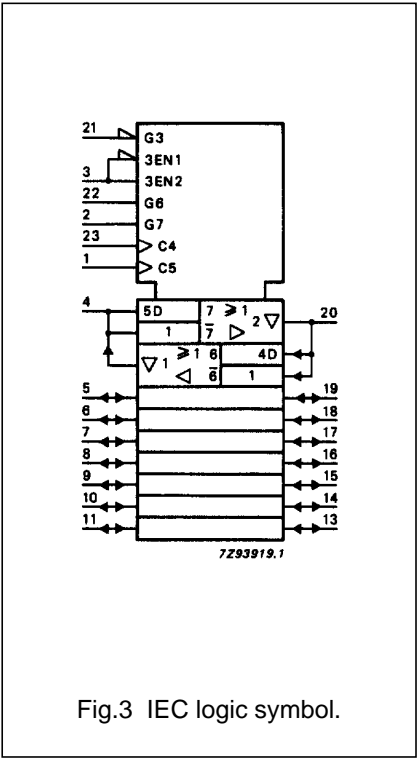 21 G3
3EN1
3 3EN2
22 G6
2 G7
23 C4
1 C5
4 5D 7 ≥1 2 ▽ 20
1 7̅ ▷
▽ 1 ≥1 6 4D
◁ 6̅ 1
5 19
6 18
7 17
8 16
9 15
10 14
11 13
7Z93919.1
Fig.3 IEC logic symbol.